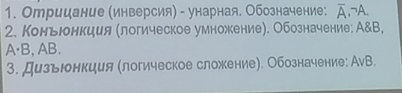 1. Отрицание (инверсия) - унарная. Обозначение: A̅,¬A.
2. Конъюнкция (логическое умножение). Обозначение: A&B,
A·B, AB.
3. Дизъюнкция (логическое сложение). Обозначение: AvB.